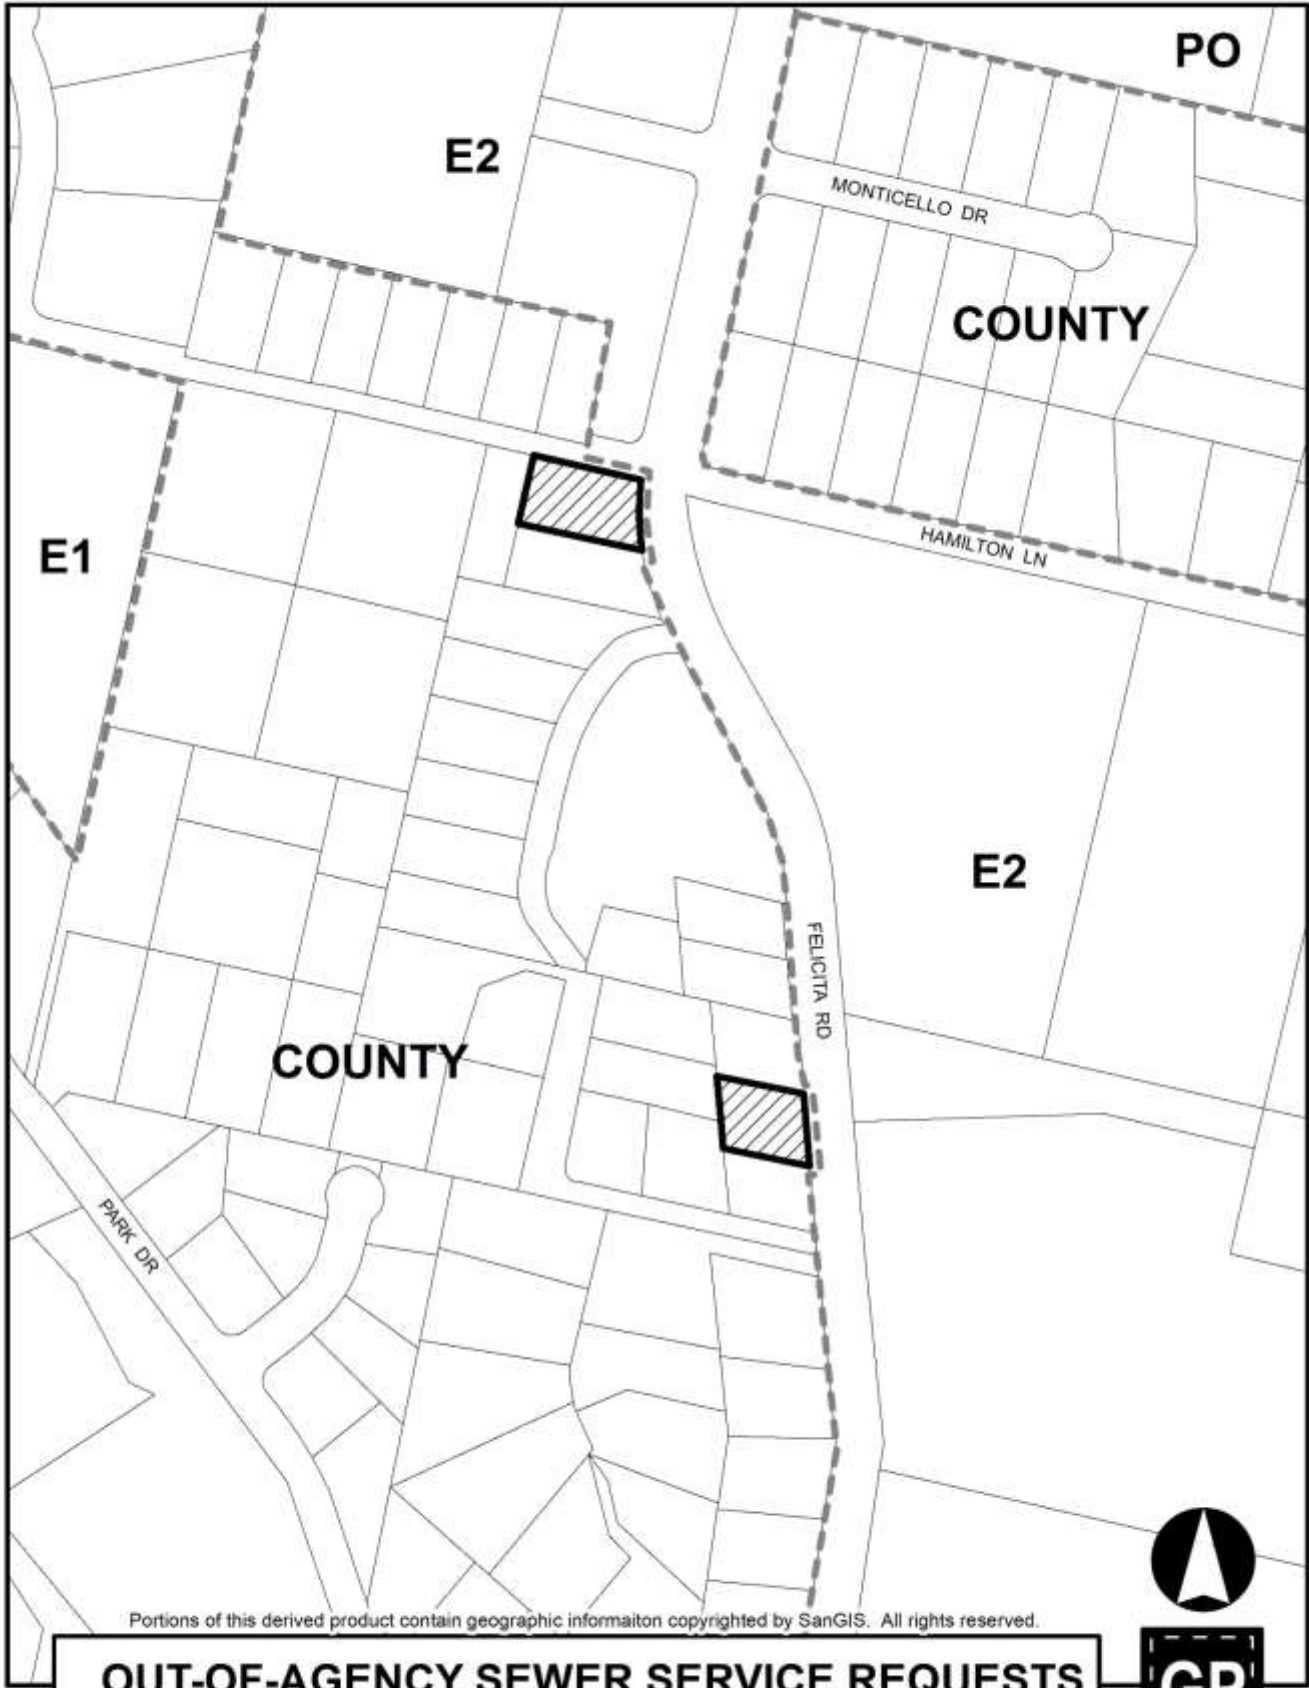 PO
E2
MONTICELLO DR
COUNTY
E1
HAMILTON LN
E2
FELICITA RD
COUNTY
PARK DR
Portions of this derived product contain geographic informaiton copyrighted by SanGIS. All rights reserved.
OUT-OF-AGENCY SEWER SERVICE REQUESTS
GP